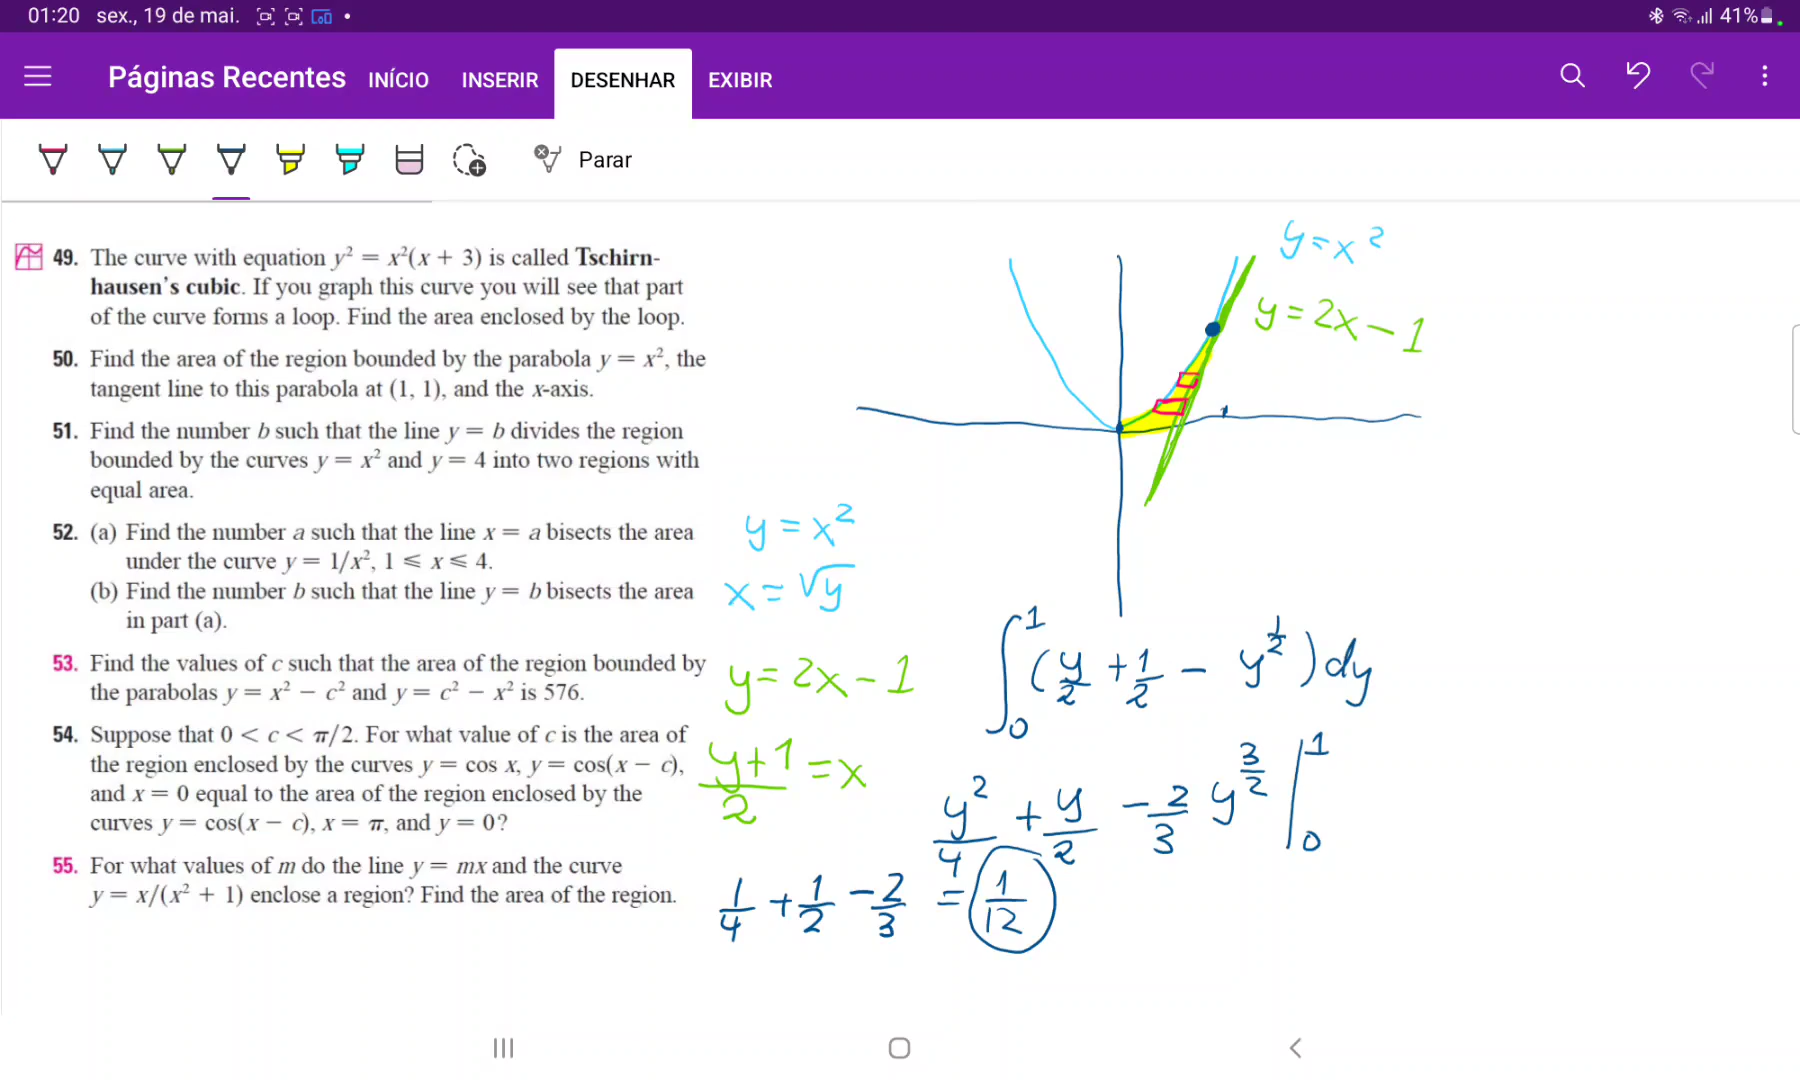 01:20 sex., 19 de mai. •
41%
Páginas Recentes INÍCIO INSERIR DESENHAR EXIBIR
Parar
49. The curve with equation y² = x²(x + 3) is called Tschirn-
hausen's cubic. If you graph this curve you will see that part
of the curve forms a loop. Find the area enclosed by the loop.
50. Find the area of the region bounded by the parabola y = x², the
tangent line to this parabola at (1, 1), and the x-axis.
51. Find the number b such that the line y = b divides the region
bounded by the curves y = x² and y = 4 into two regions with
equal area.
52. (a) Find the number a such that the line x = a bisects the area
under the curve y = 1/x², 1 ⩽ x ⩽ 4.
(b) Find the number b such that the line y = b bisects the area
in part (a).
53. Find the values of c such that the area of the region bounded by
the parabolas y = x² − c² and y = c² − x² is 576.
54. Suppose that 0 < c < π/2. For what value of c is the area of
the region enclosed by the curves y = cos x, y = cos(x − c),
and x = 0 equal to the area of the region enclosed by the
curves y = cos(x − c), x = π, and y = 0?
55. For what values of m do the line y = mx and the curve
y = x/(x² + 1) enclose a region? Find the area of the region.
y = x²
y = 2x − 1
y = x²
x = √y
y = 2x − 1
(y + 1)/2 = x
∫₀¹ (y/2 + 1/2 − y^(1/2)) dy
y²/4 + y/2 − 2/3 y^(3/2) |₀¹
1/4 + 1/2 − 2/3 = 1/12